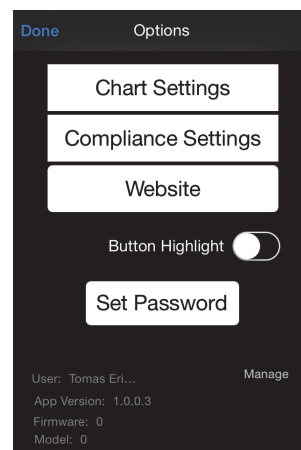 Done Options
Chart Settings
Compliance Settings
Website
Button Highlight
Set Password
User: Tomas Eri... Manage
App Version: 1.0.0.3
Firmware: 0
Model: 0